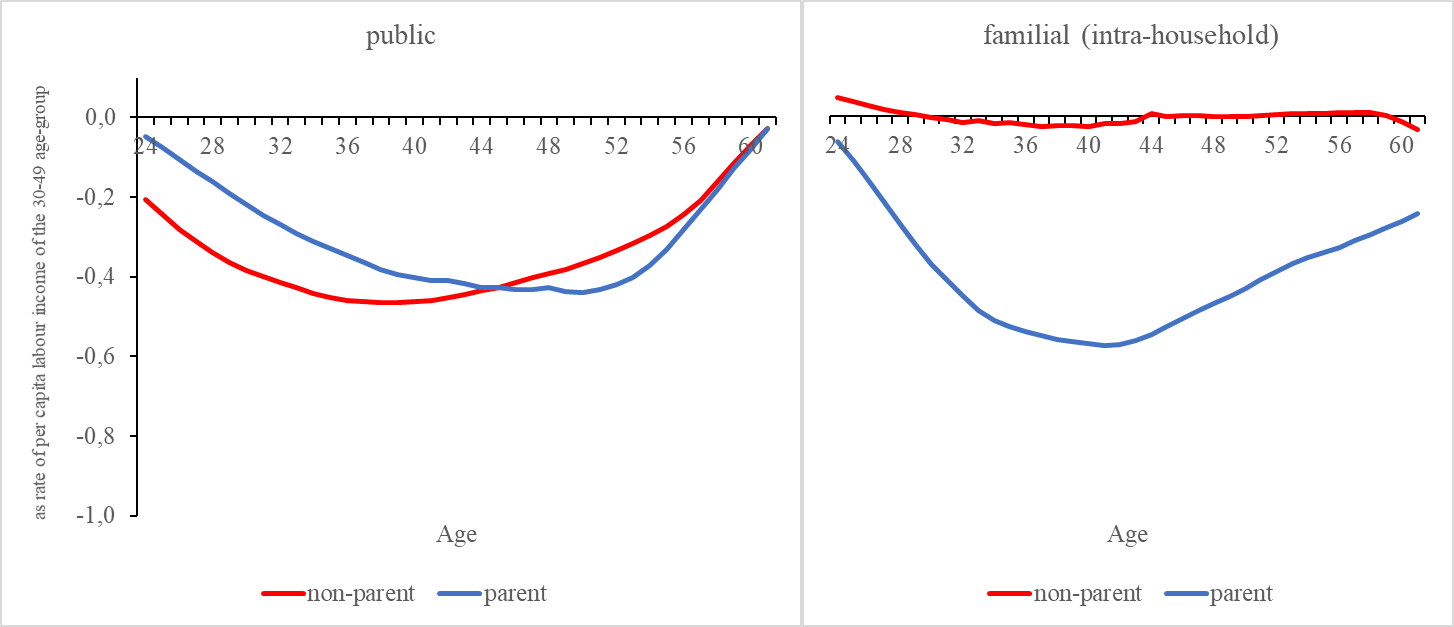 public
as rate of per capita labour income of the 30-49 age-group
0,0
-0,2
-0,4
-0,6
-0,8
-1,0
24 28 32 36 40 44 48 52 56 60
Age
non-parent parent
familial (intra-household)
24 28 32 36 40 44 48 52 56 60
Age
non-parent parent